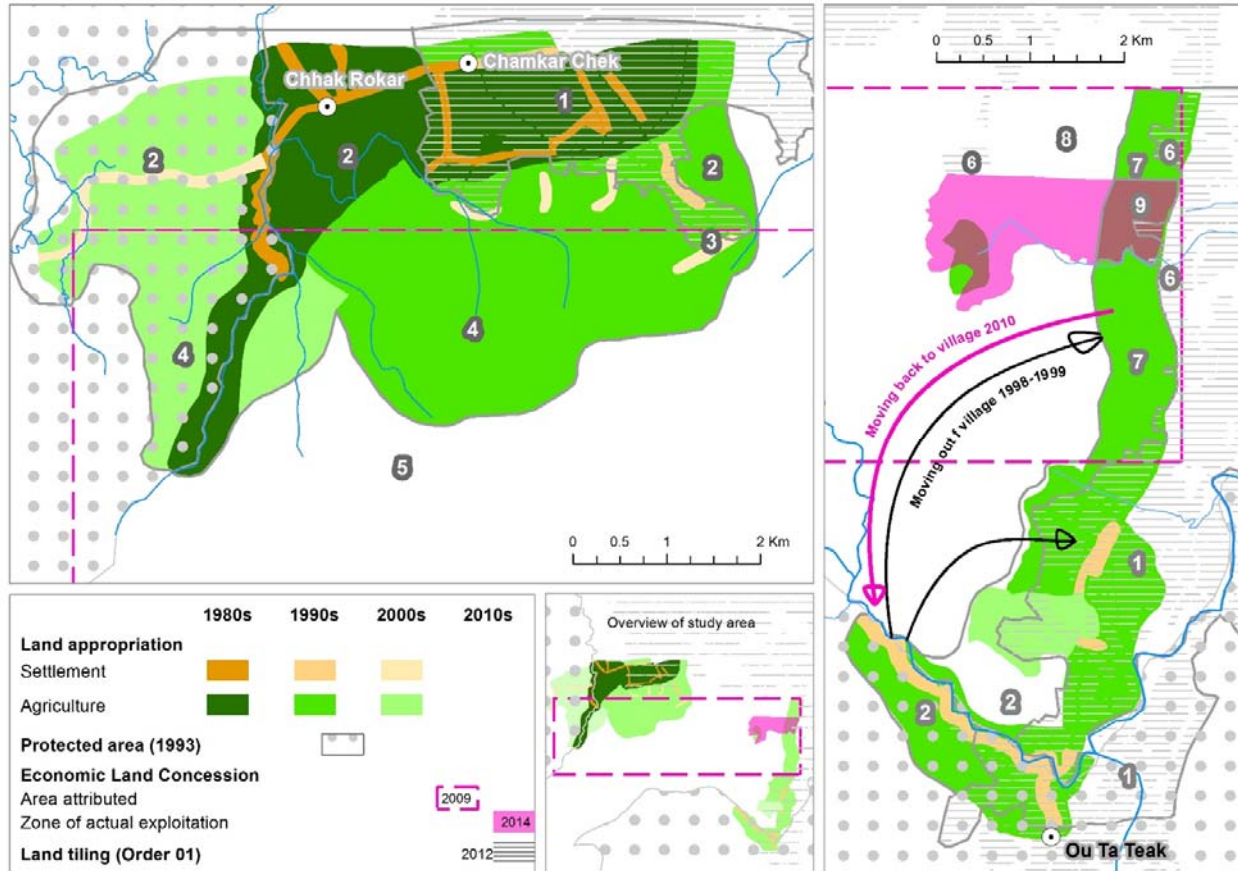 Chhak Rokar
Chamkar Chek
1
2
2
2
3
4
4
5
0 0.5 1 2 Km
0 0.5 1 2 Km
8
6
7
6
9
6
7
Moving back to village 2010
Moving out f village 1998-1999
1
2
2
1
Ou Ta Teak
1980s 1990s 2000s 2010s
Land appropriation
Settlement
Agriculture
Protected area (1993)
Economic Land Concession
Area attributed 2009
Zone of actual exploitation 2014
Land tiling (Order 01) 2012
Overview of study area